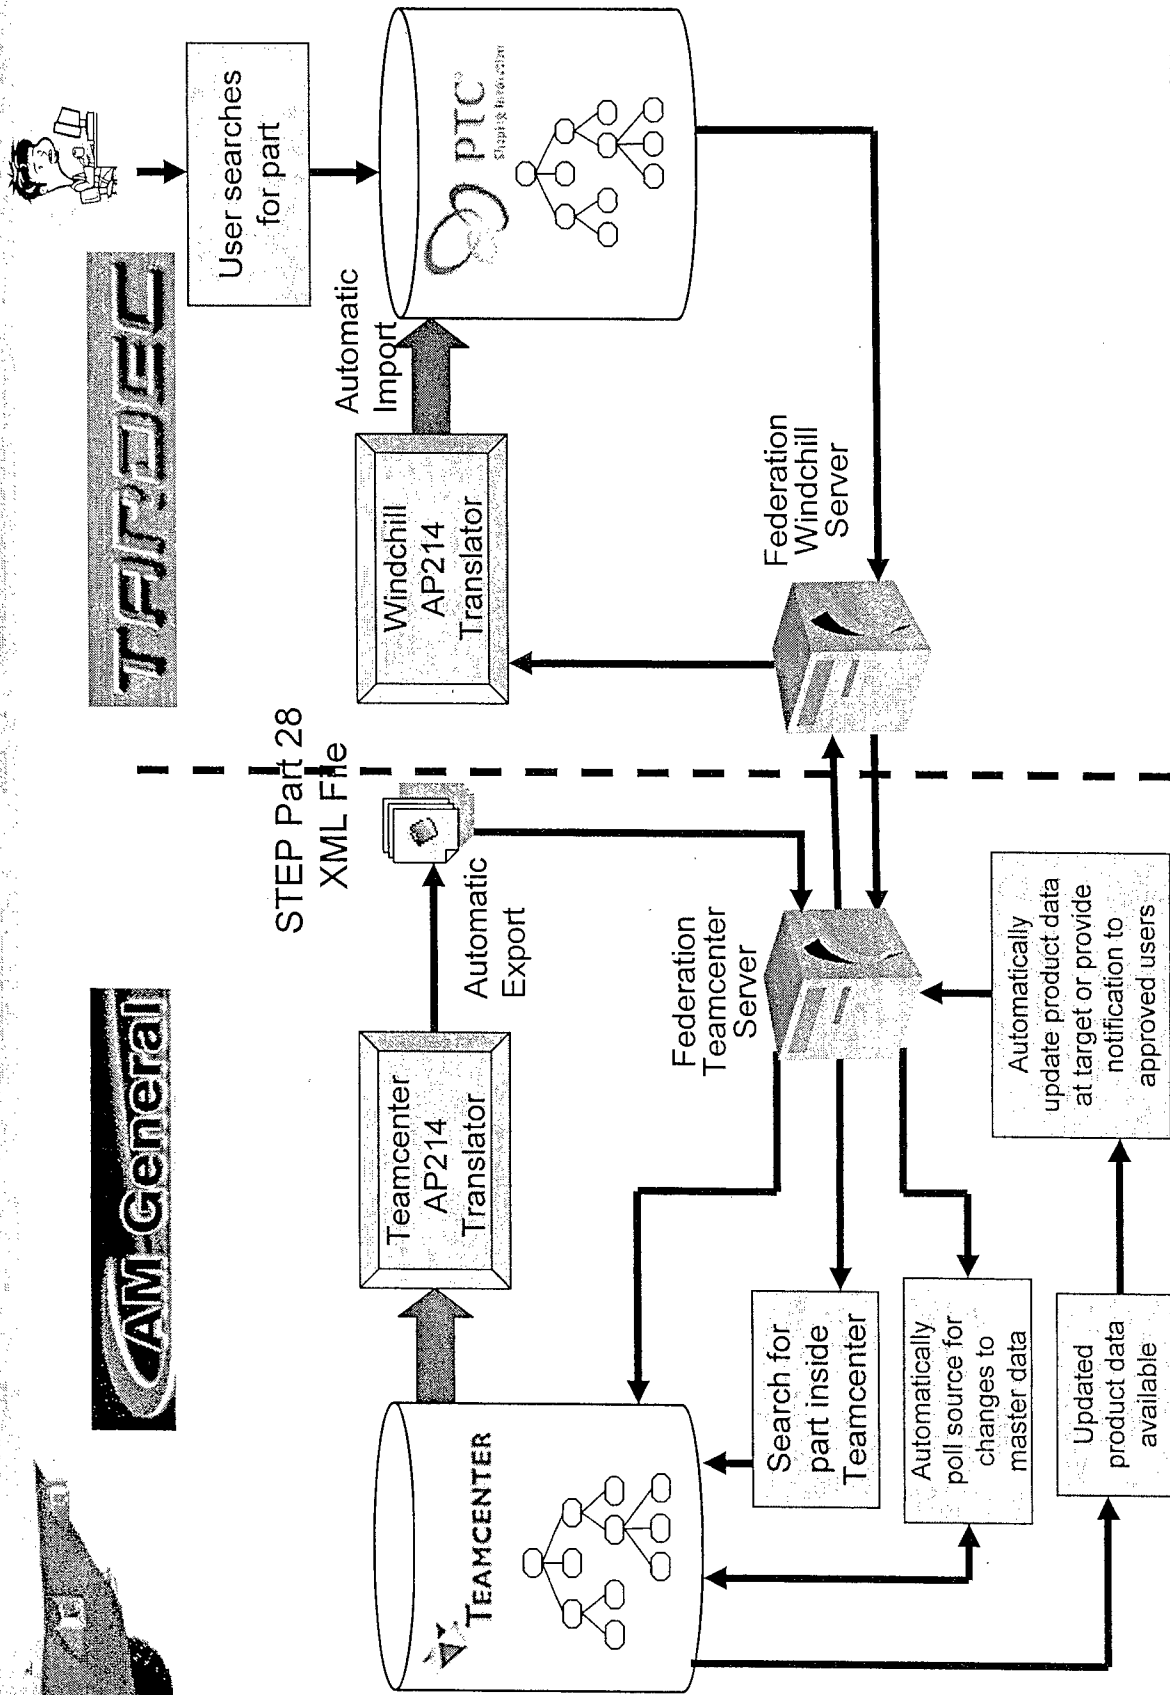 AM General
TARDEC
STEP Part 28
XML File
User searches
for part
Teamcenter
AP214
Translator
Automatic
Export
Windchill
AP214
Translator
Automatic
Import
TEAMCENTER
PTC
Federation
Teamcenter
Server
Federation
Windchill
Server
Search for
part inside
Teamcenter
Automatically
poll source for
changes to
master data
Updated
product data
available
Automatically
update product data
at target or provide
notification to
approved users